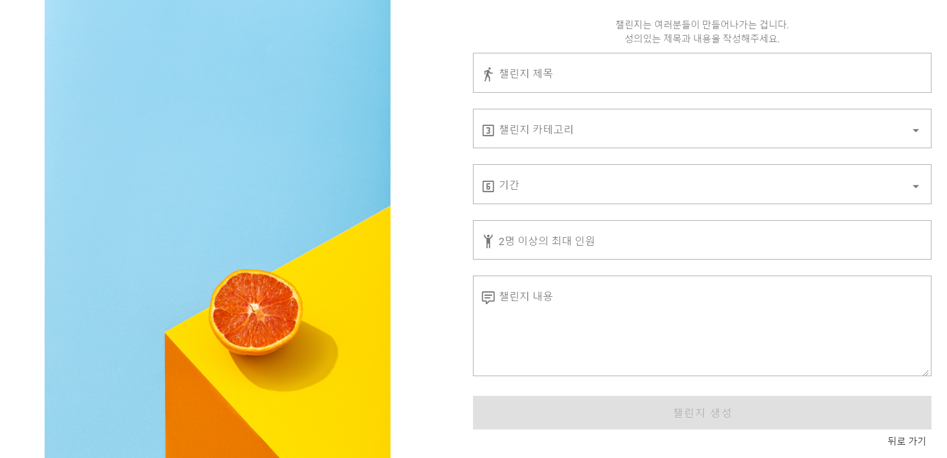 챌린지는 여러분들이 만들어나가는 겁니다.
성의있는 제목과 내용을 작성해주세요.
챌린지 제목
3 챌린지 카테고리
6 기간
2명 이상의 최대 인원
챌린지 내용
챌린지 생성
뒤로 가기